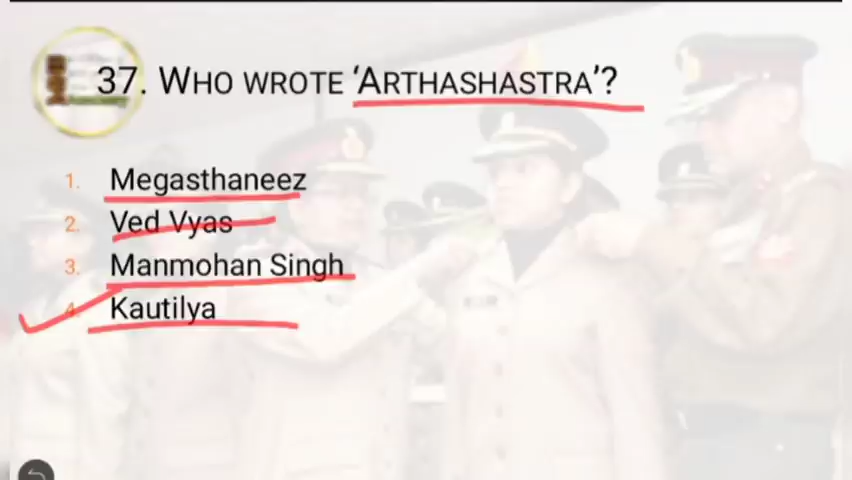 37. WHO WROTE 'ARTHASHASTRA'?
1. Megasthaneez
2. Ved Vyas
3. Manmohan Singh
4. Kautilya